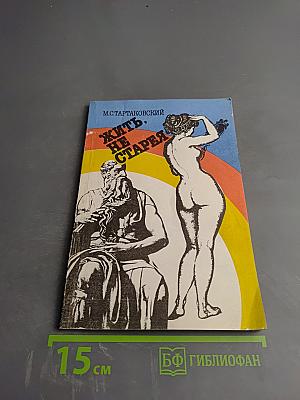 М.С.ТАРТАКОВСКИЙ
ЖИТЬ,
НЕ
СТАРЕЯ
15 см
БФ ГИБЛИОФАН